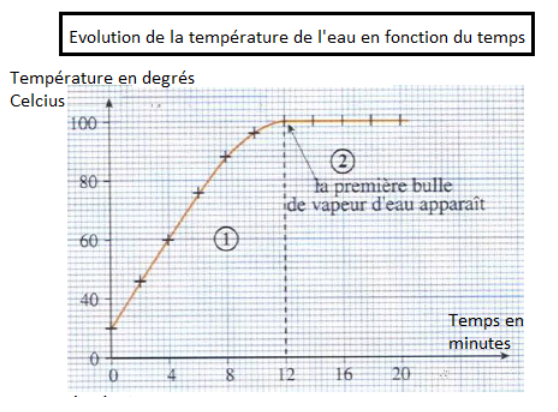 Evolution de la température de l'eau en fonction du temps
Température en degrés
Celcius
100
80
60
40
0
①
②
la première bulle
de vapeur d'eau apparaît
Temps en
minutes
0 4 8 12 16 20